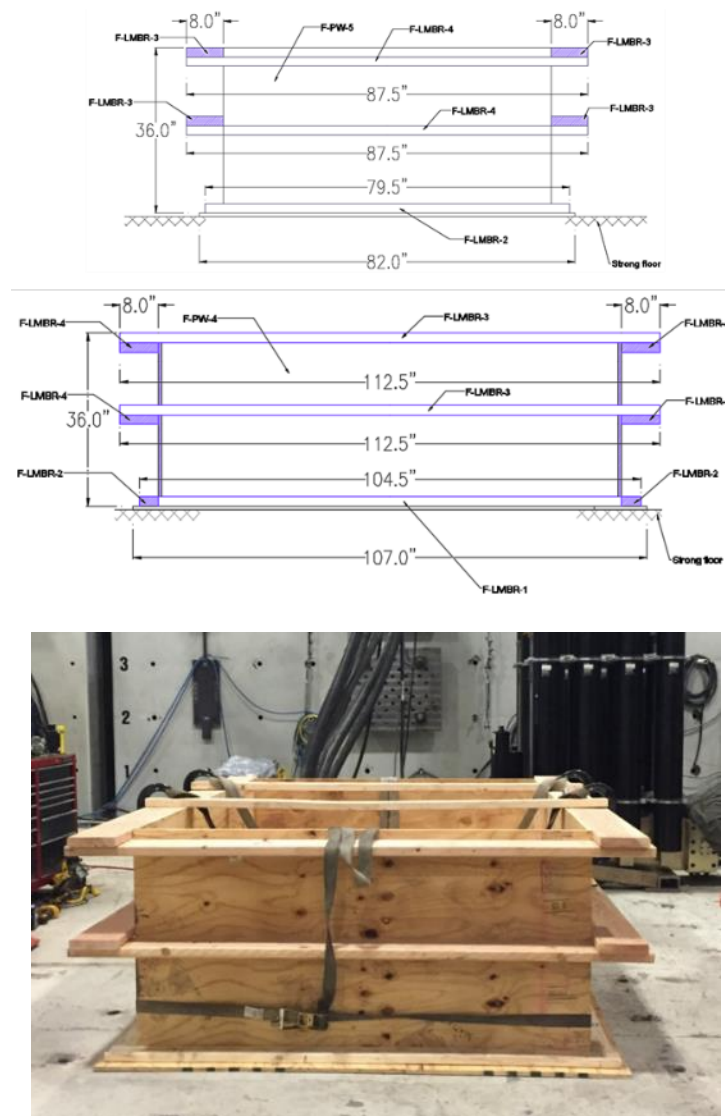 8.0" 8.0"
F-LMBR-3 F-PW-5 F-LMBR-4 F-LMBR-3
87.5"
F-LMBR-3 F-LMBR-4 F-LMBR-3
36.0"
87.5"
79.5"
F-LMBR-2
82.0" Strong floor
8.0" 8.0"
F-LMBR-4 F-PW-4 F-LMBR-3 F-LMBR-
112.5"
F-LMBR-4 F-LMBR-3 F-LMBR-
36.0"
112.5"
F-LMBR-2 104.5" F-LMBR-2
107.0" Strong floor
F-LMBR-1
3
2
1